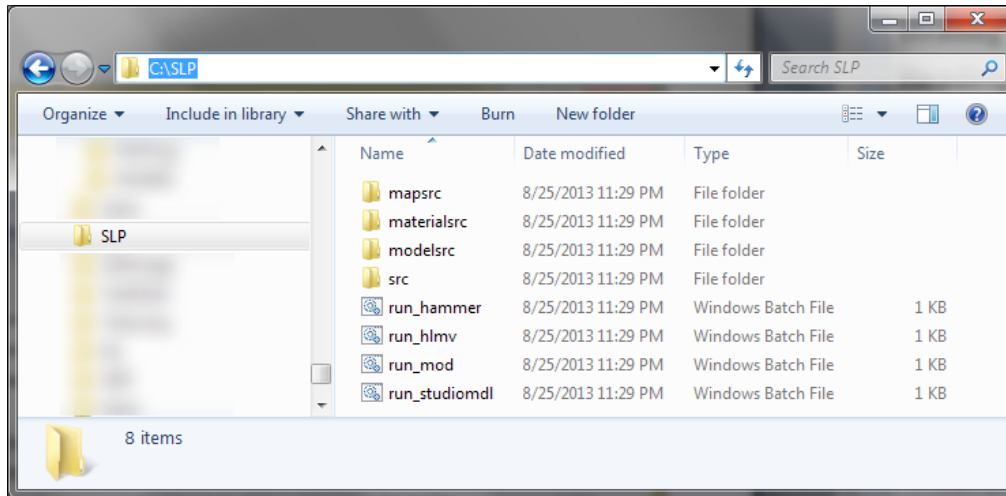 C:\SLP
Search SLP
Organize Include in library Share with Burn New folder
Name Date modified Type Size
mapsrc 8/25/2013 11:29 PM File folder
materialsrc 8/25/2013 11:29 PM File folder
modelsrc 8/25/2013 11:29 PM File folder
SLP
src 8/25/2013 11:29 PM File folder
run_hammer 8/25/2013 11:29 PM Windows Batch File 1 KB
run_hlmv 8/25/2013 11:29 PM Windows Batch File 1 KB
run_mod 8/25/2013 11:29 PM Windows Batch File 1 KB
run_studiomdl 8/25/2013 11:29 PM Windows Batch File 1 KB
8 items